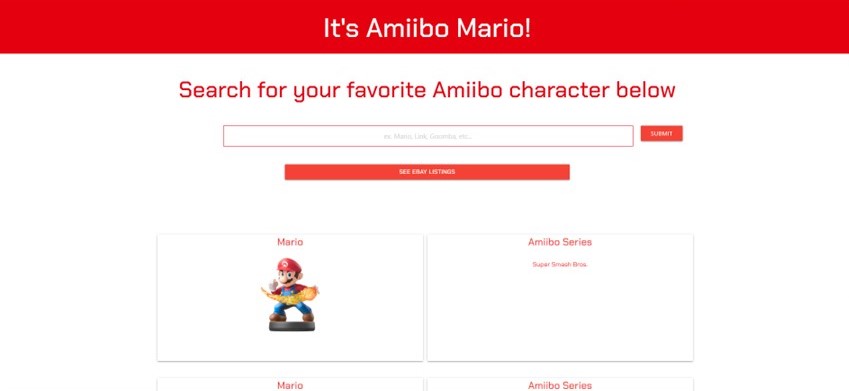 It's Amiibo Mario!
Search for your favorite Amiibo character below
ex. Mario, Link, Goomba, etc...
SUBMIT
SEE EBAY LISTINGS
Mario
Amiibo Series
Super Smash Bros.
Mario
Amiibo Series